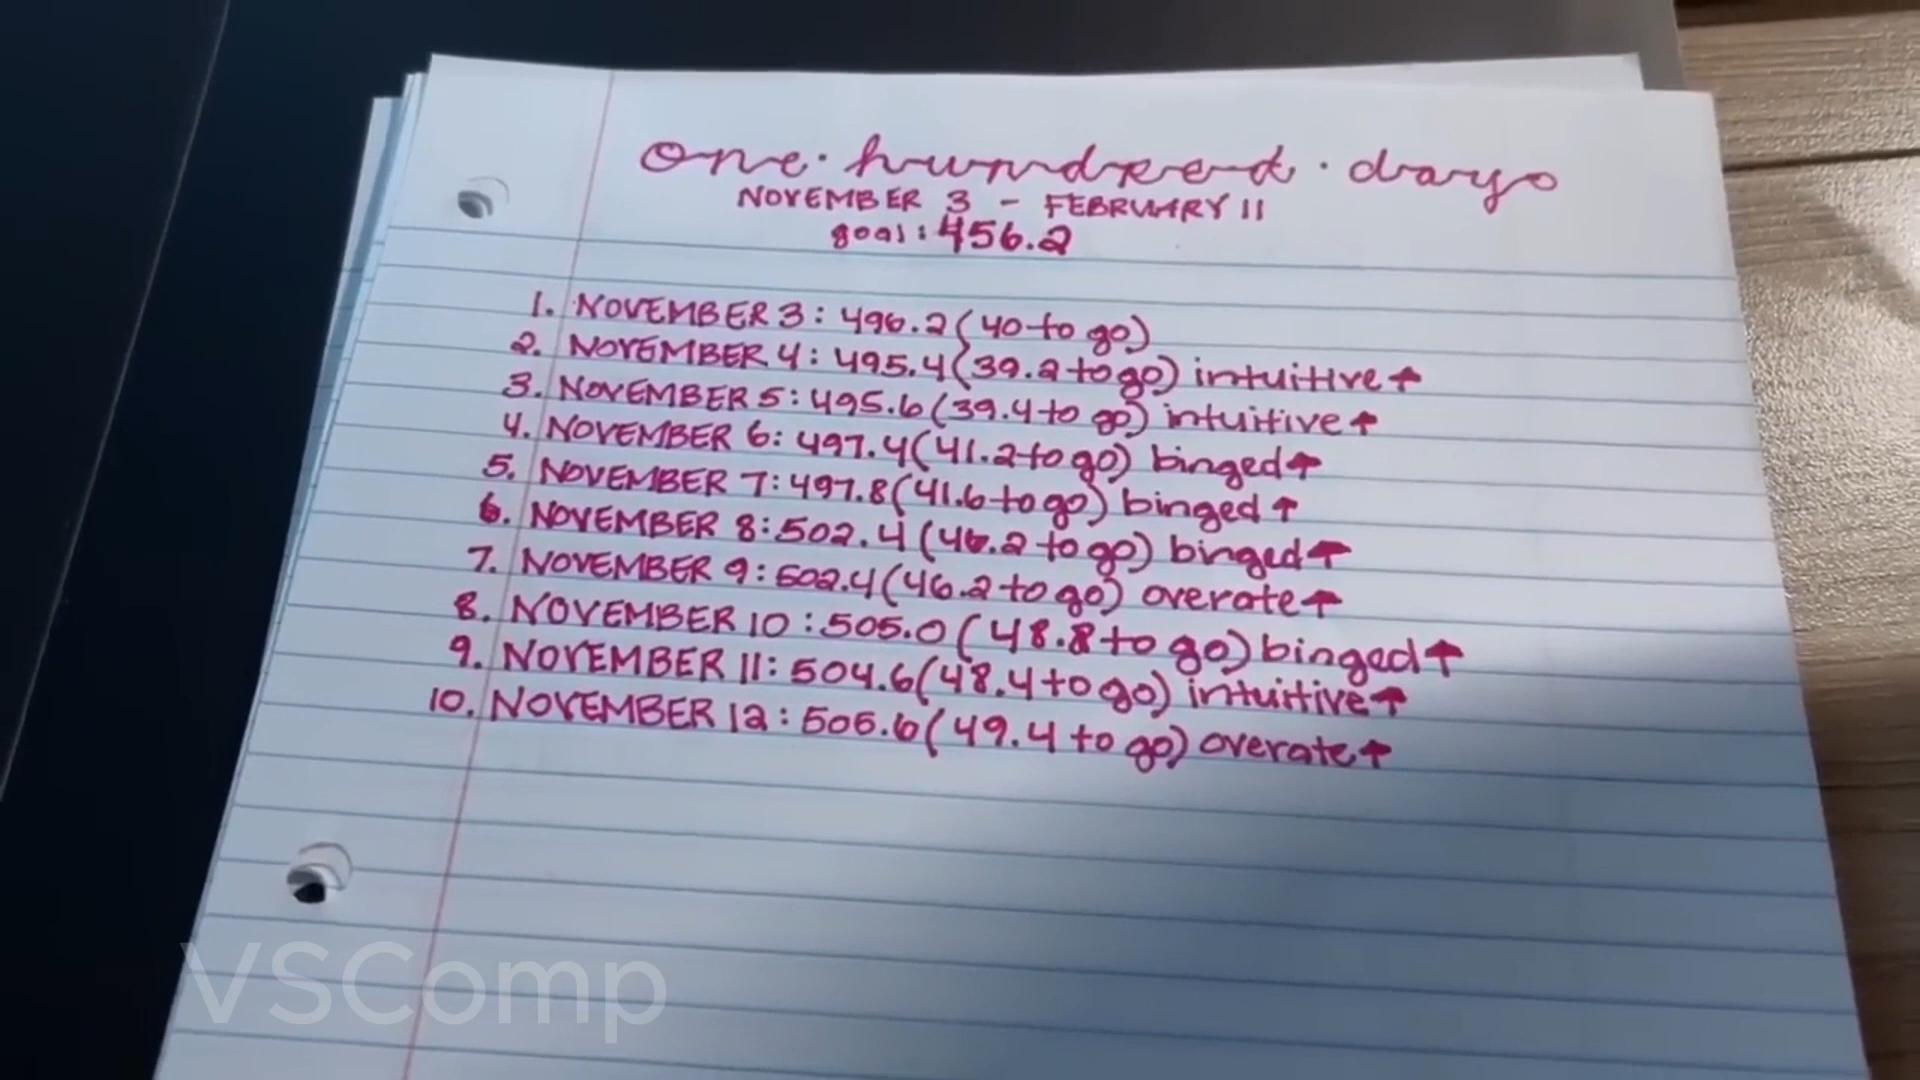 one · hundred · days
NOVEMBER 3 - FEBRUARY 11
goal: 456.2
1. NOVEMBER 3: 496.2 (40 to go)
2. NOVEMBER 4: 495.4 (39.2 to go) intuitive ↑
3. NOVEMBER 5: 495.6 (39.4 to go) intuitive ↑
4. NOVEMBER 6: 497.4 (41.2 to go) binged ↑
5. NOVEMBER 7: 497.8 (41.6 to go) binged ↑
6. NOVEMBER 8: 502.4 (46.2 to go) binged ↑
7. NOVEMBER 9: 502.4 (46.2 to go) overate ↑
8. NOVEMBER 10: 505.0 (48.8 to go) binged ↑
9. NOVEMBER 11: 504.6 (48.4 to go) intuitive ↑
10. NOVEMBER 12: 505.6 (49.4 to go) overate ↑
VSComp